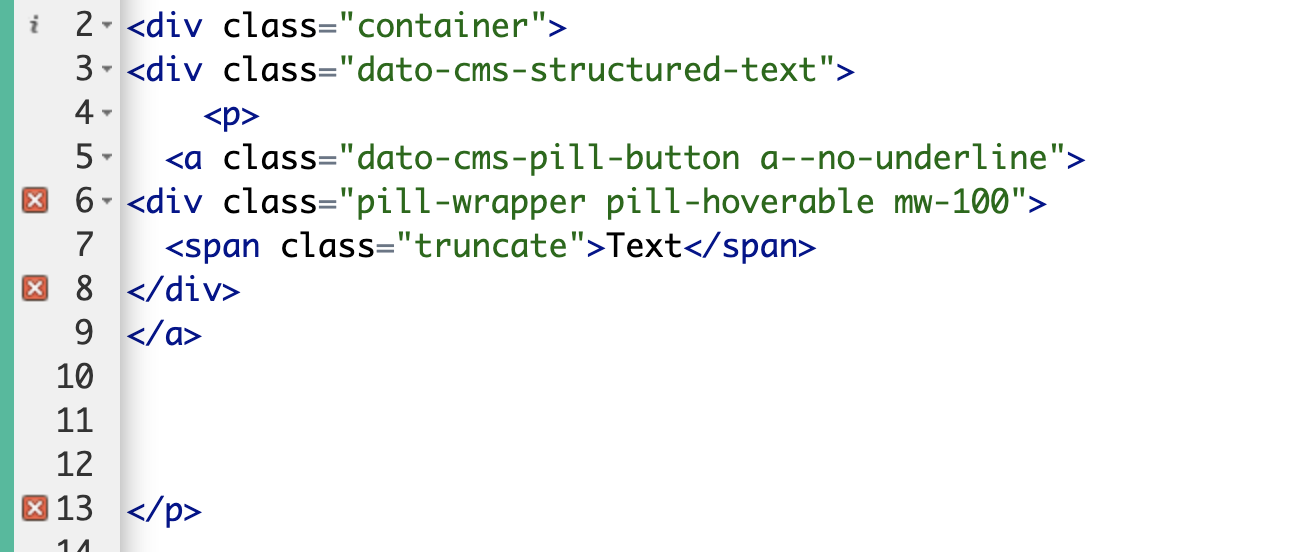 2 <div class="container">
3 <div class="dato-cms-structured-text">
4 <p>
5 <a class="dato-cms-pill-button a--no-underline">
6 <div class="pill-wrapper pill-hoverable mw-100">
7 <span class="truncate">Text</span>
8 </div>
9 </a>
10
11
12
13 </p>
14